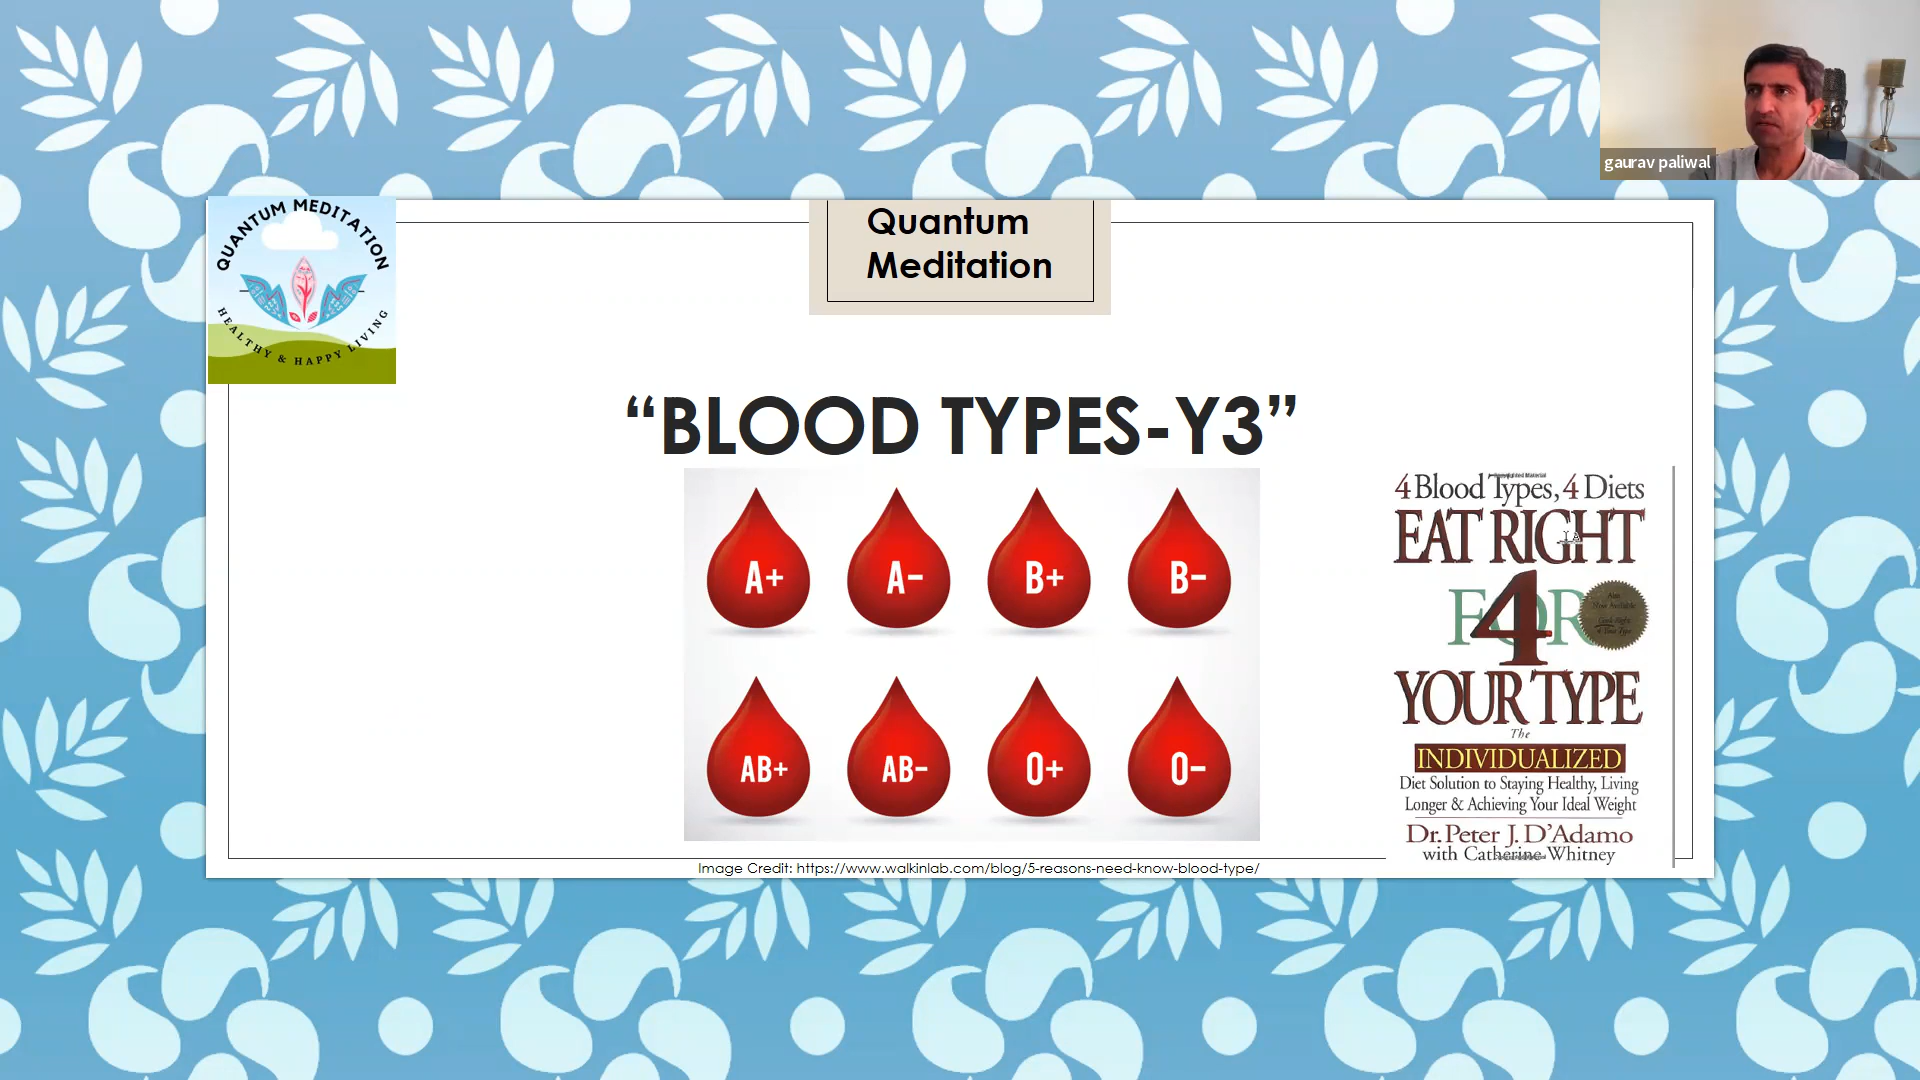 gaurav paliwal
QUANTUM MEDITATION
HEALTHY & HAPPY LIVING
Quantum
Meditation
“BLOOD TYPES-Y3”
A+ A− B+ B−
AB+ AB− O+ O−
4 Blood Types, 4 Diets
EAT RIGHT
FOR
4
YOUR TYPE
The
INDIVIDUALIZED
Diet Solution to Staying Healthy, Living
Longer & Achieving Your Ideal Weight
Dr. Peter J. D’Adamo
with Catherine Whitney
Image Credit: https://www.walkinlab.com/blog/5-reasons-need-know-blood-type/